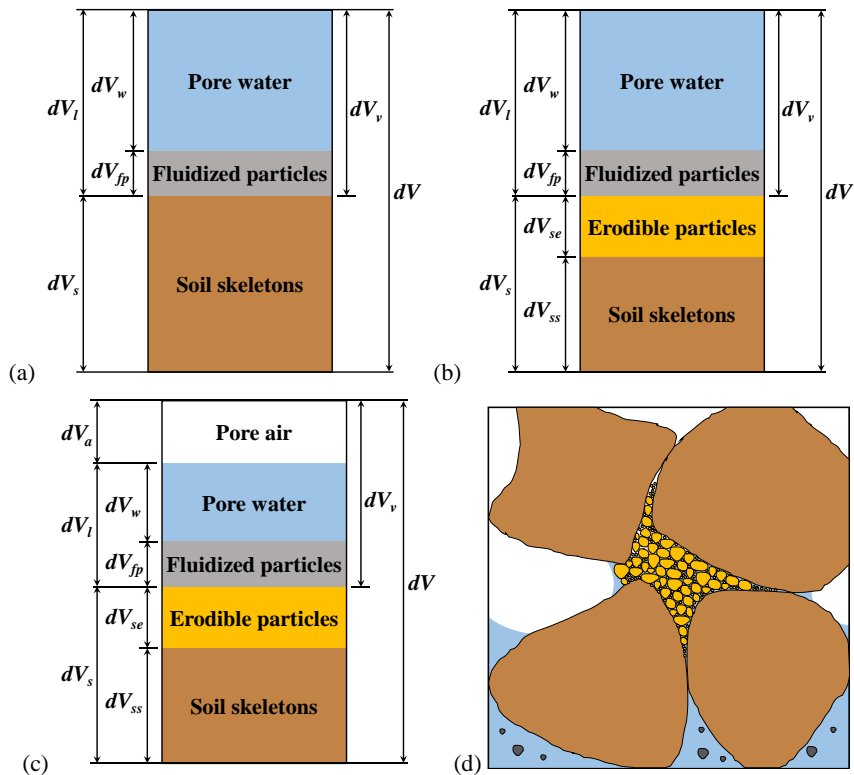 dV_l
dV_w
dV_fp
dV_s
Pore water
Fluidized particles
Soil skeletons
dV_v
dV
(a)
dV_l
dV_w
dV_fp
dV_s
dV_se
dV_ss
Pore water
Fluidized particles
Erodible particles
Soil skeletons
dV_v
dV
(b)
dV_a
dV_l
dV_w
dV_fp
dV_s
dV_se
dV_ss
Pore air
Pore water
Fluidized particles
Erodible particles
Soil skeletons
dV_v
dV
(c)
(d)